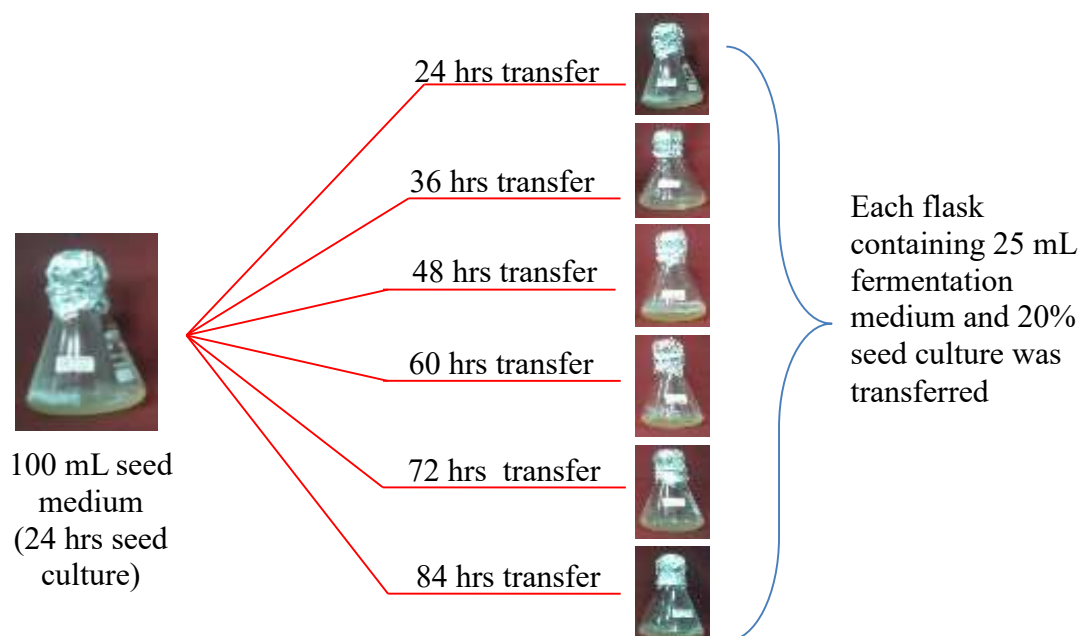 24 hrs transfer
36 hrs transfer
48 hrs transfer
60 hrs transfer
72 hrs  transfer
84 hrs transfer
100 mL seed
medium
(24 hrs seed
culture)
Each flask
containing 25 mL
fermentation
medium and 20%
seed culture was
transferred